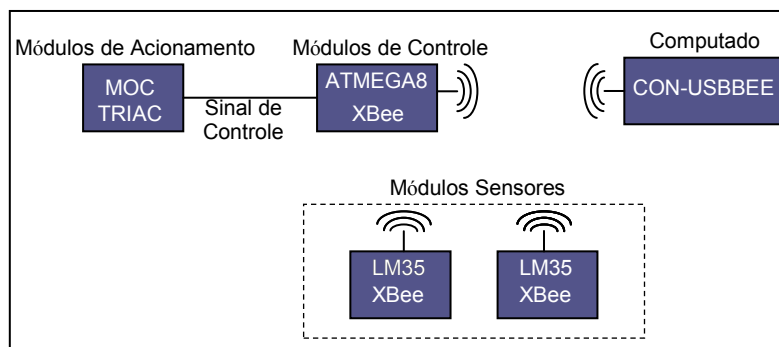 Módulos de Acionamento
Módulos de Controle
Computado
MOC
TRIAC
Sinal de
Controle
ATMEGA8
XBee
CON-USBBEE
Módulos Sensores
LM35
XBee
LM35
XBee